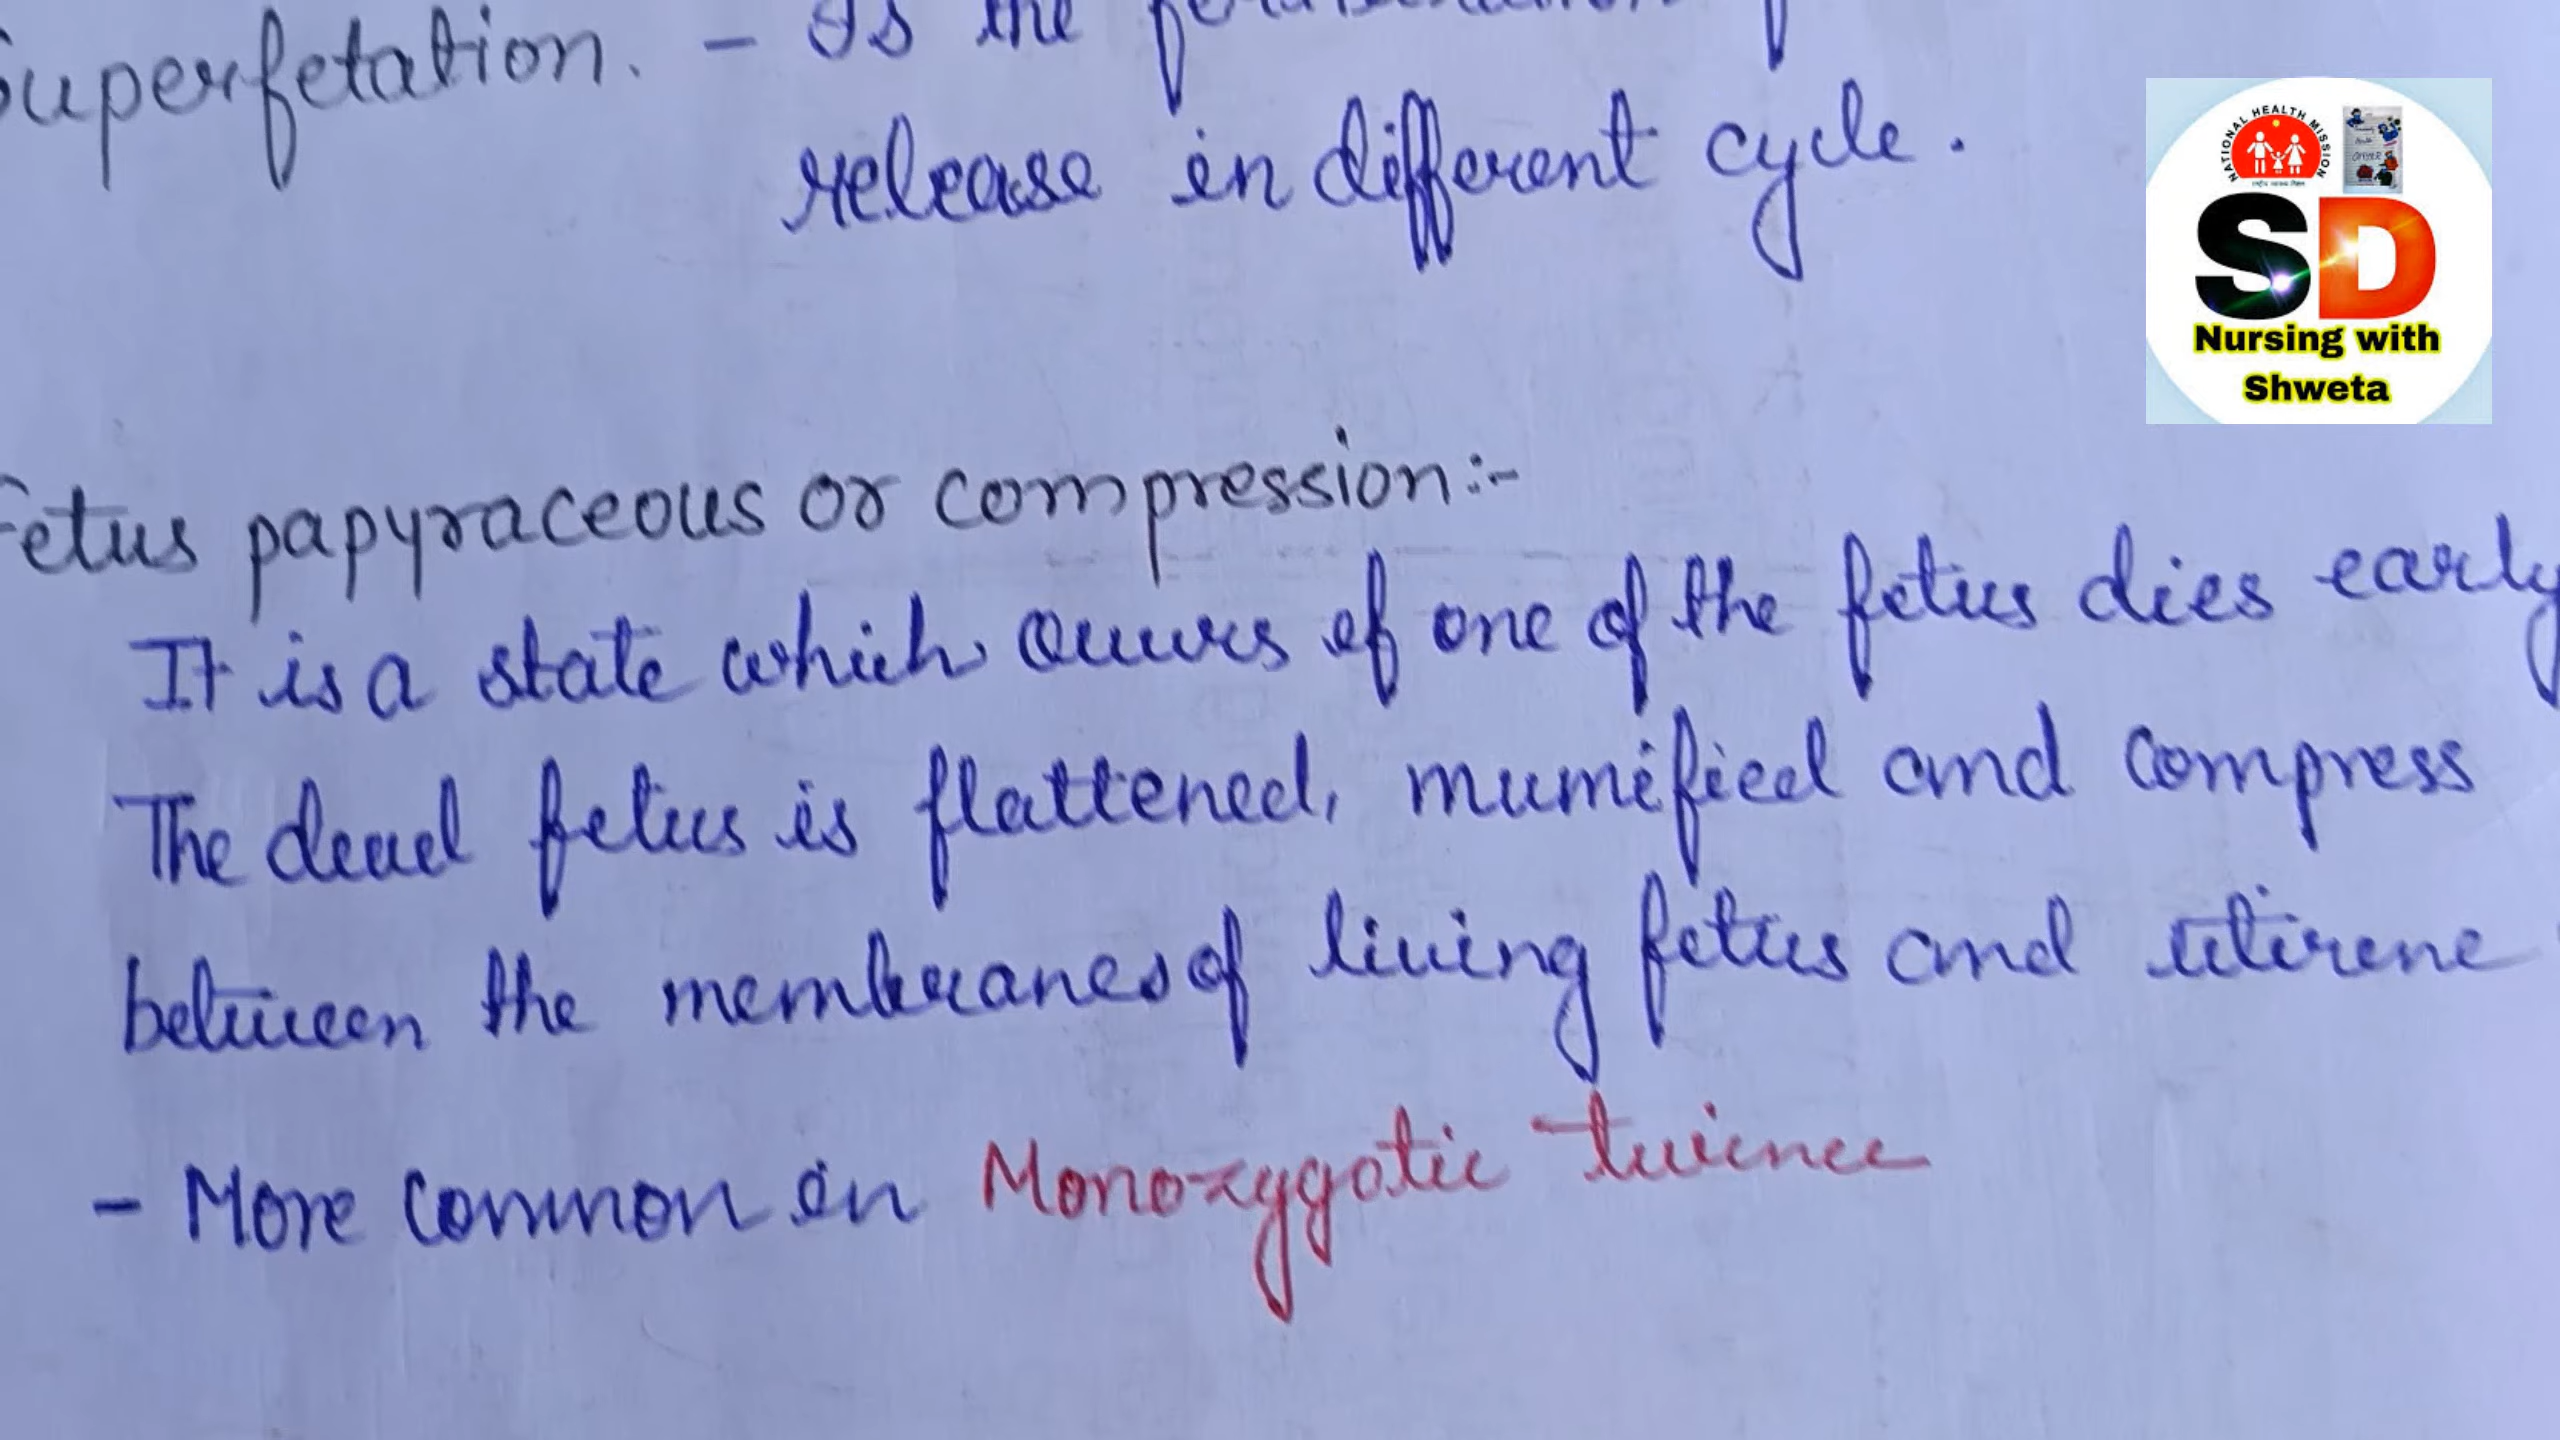 Superfetation. - Is the
release in different cycle.
Fetus papyraceous or compression:-
It is a state which occurs if one of the fetus dies early
The dead fetus is flattened, mumified and compress
between the membranes of living fetus and utirene
- More common in Monozygotic twince
NATIONAL HEALTH MISSION
SD
Nursing with
Shweta